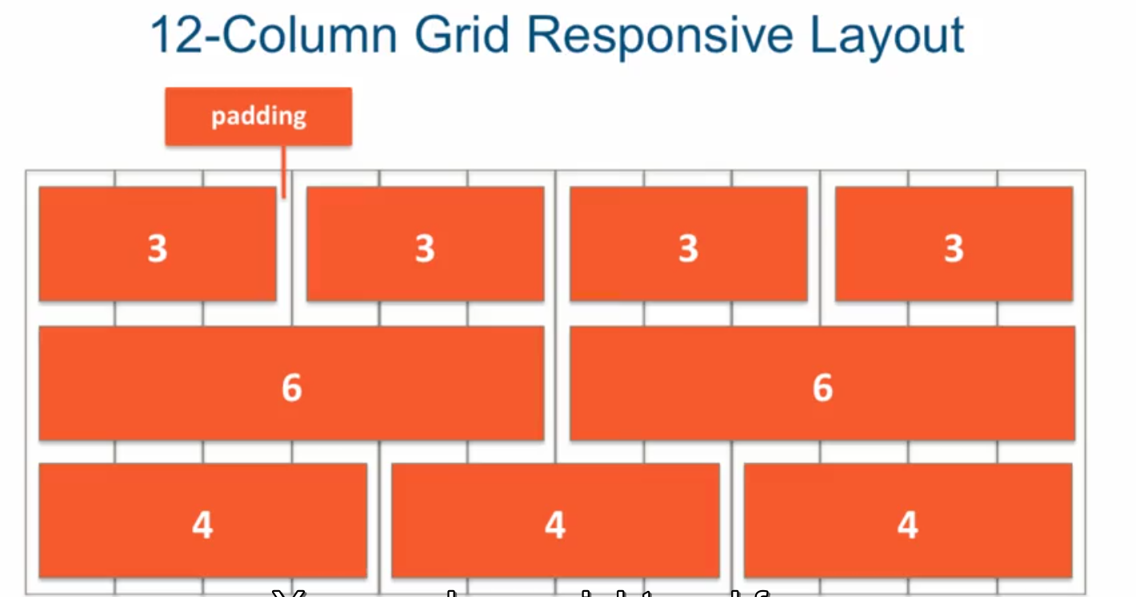 12-Column Grid Responsive Layout
padding
3 3 3 3
6 6
4 4 4